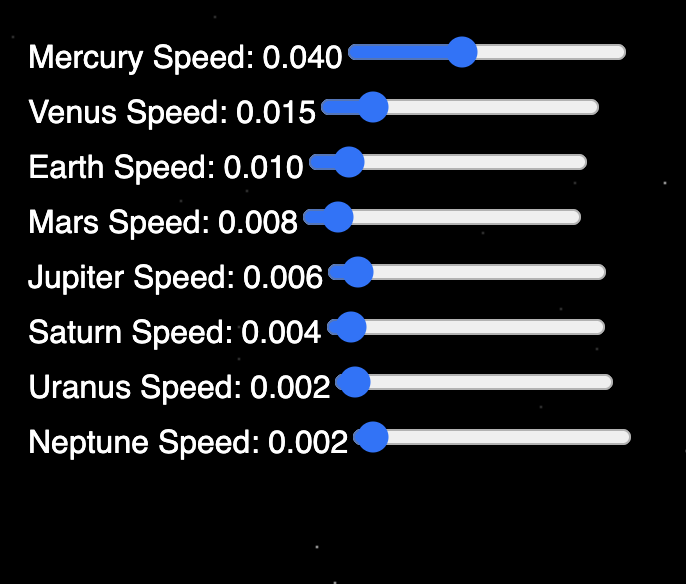 Mercury Speed: 0.040
Venus Speed: 0.015
Earth Speed: 0.010
Mars Speed: 0.008
Jupiter Speed: 0.006
Saturn Speed: 0.004
Uranus Speed: 0.002
Neptune Speed: 0.002